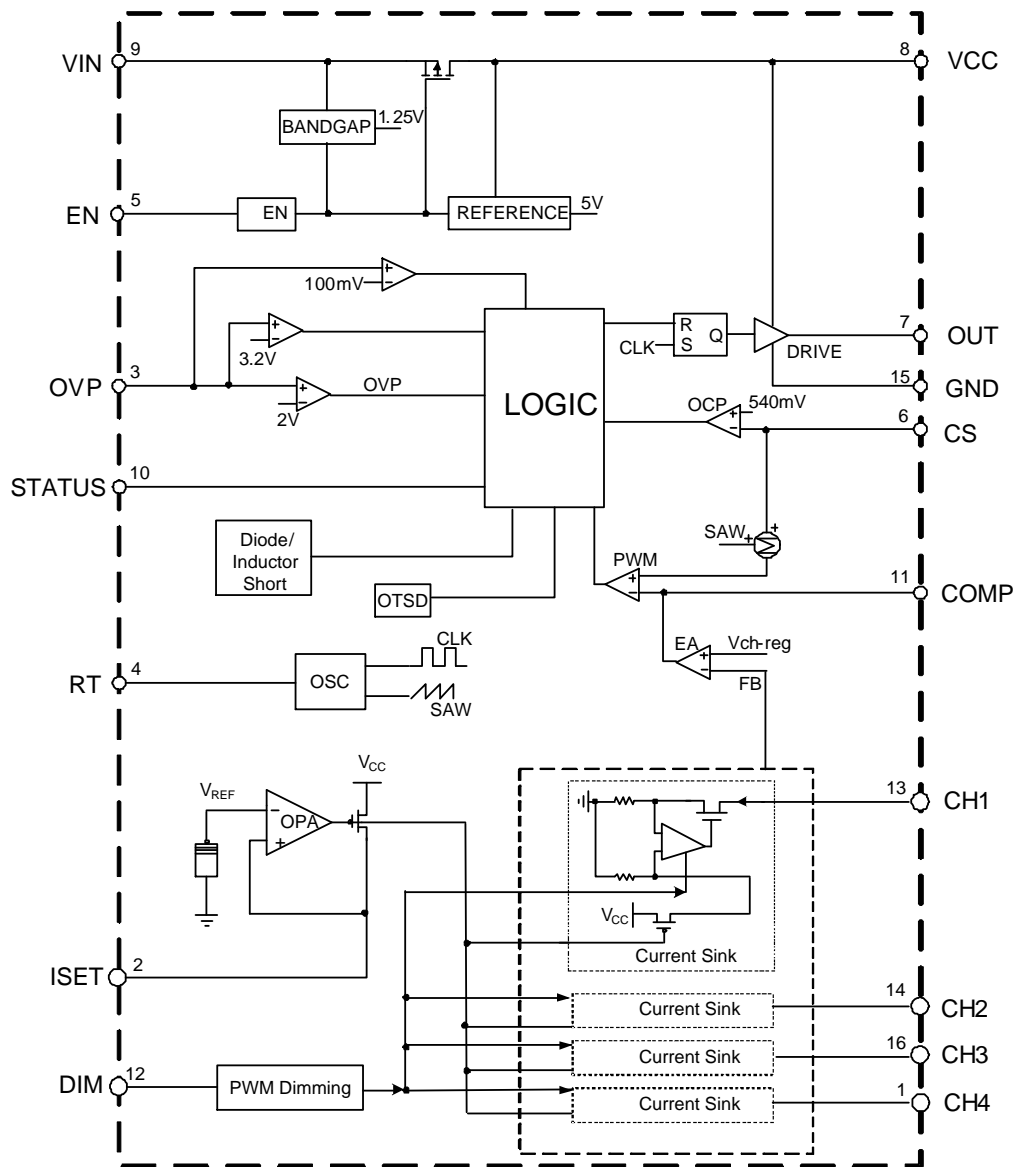 VIN
9
8
VCC
BANDGAP
1.25V
EN
5
EN
REFERENCE
5V
100mV
+
−
3.2V
+
−
OVP
3
2V
+
−
OVP
LOGIC
R
S
Q
CLK
DRIVE
7
OUT
15
GND
OCP
+
−
540mV
6
CS
STATUS
10
Diode/
Inductor
Short
OTSD
SAW
+
+
Σ
PWM
+
−
11
COMP
EA
+
−
Vch-reg
FB
RT
4
OSC
CLK
SAW
VCC
VREF
−
+
OPA
13
CH1
VCC
Current Sink
ISET
2
Current Sink
14
CH2
Current Sink
16
CH3
DIM
12
PWM Dimming
Current Sink
1
CH4